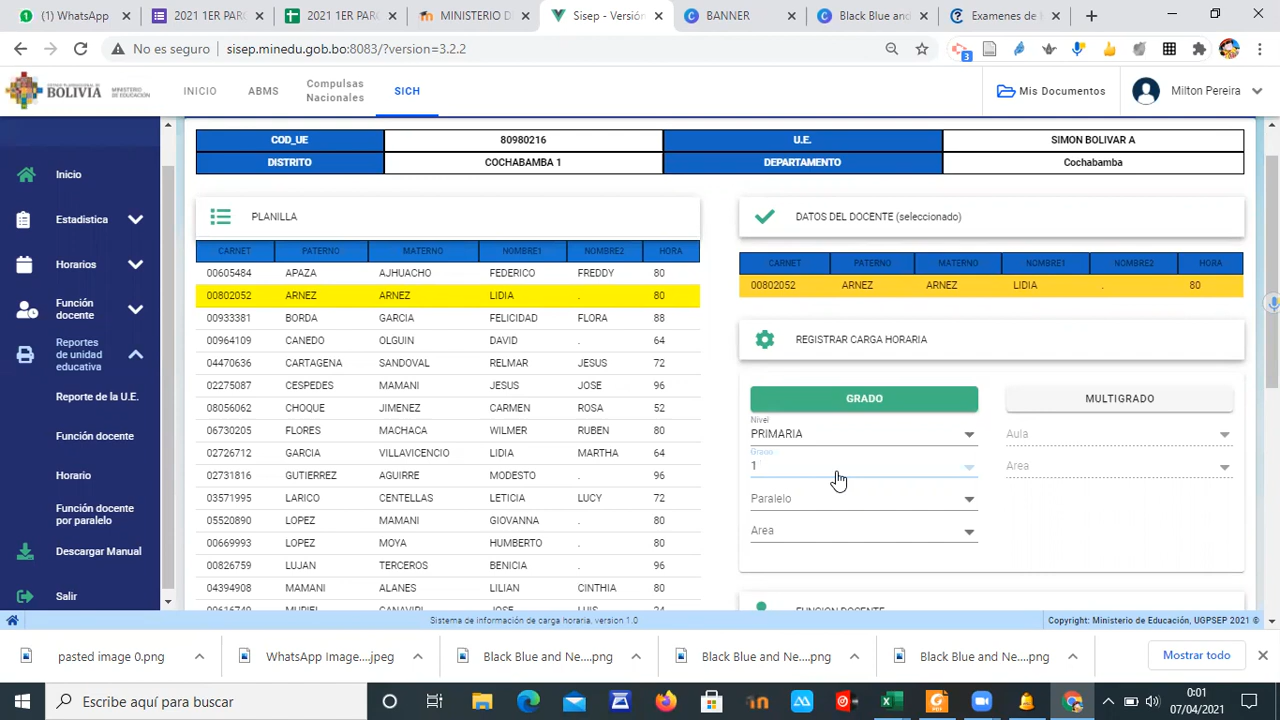 (1) WhatsApp
2021 1ER PAR
2021 1ER PAR
MINISTERIO D
Sisep - Versión
BANNER
Black Blue and
Examenes de
No es seguro
sisep.minedu.gob.bo:8083/?version=3.2.2
3
BOLIVIA
MINISTERIO DE EDUCACIÓN
INICIO
ABMS
Compulsas
Nacionales
SICH
Mis Documentos
Milton Pereira
Inicio
Estadistica
Horarios
Función
docente
Reportes
de unidad
educativa
Reporte de la U.E.
Función docente
Horario
Función docente
por paralelo
Descargar Manual
Salir
COD_UE 80980216 U.E. SIMON BOLIVAR A
DISTRITO COCHABAMBA 1 DEPARTAMENTO Cochabamba
PLANILLA
CARNET PATERNO MATERNO NOMBRE1 NOMBRE2 HORA
00605484 APAZA AJHUACHO FEDERICO FREDDY 80
00802052 ARNEZ ARNEZ LIDIA . 80
00933381 BORDA GARCIA FELICIDAD FLORA 88
00964109 CANEDO OLGUIN DAVID . 64
04470636 CARTAGENA SANDOVAL RELMAR JESUS 72
02275087 CESPEDES MAMANI JESUS JOSE 96
08056062 CHOQUE JIMENEZ CARMEN ROSA 52
06730205 FLORES MACHACA WILMER RUBEN 80
02726712 GARCIA VILLAVICENCIO LIDIA MARTHA 64
02731816 GUTIERREZ AGUIRRE MODESTO . 96
03571995 LARICO CENTELLAS LETICIA LUCY 72
05520890 LOPEZ MAMANI GIOVANNA . 80
00669993 LOPEZ MOYA HUMBERTO . 80
00826759 LUJAN TERCEROS BENICIA . 96
04394908 MAMANI ALANES LILIAN CINTHIA 80
DATOS DEL DOCENTE (seleccionado)
CARNET PATERNO MATERNO NOMBRE1 NOMBRE2 HORA
00802052 ARNEZ ARNEZ LIDIA . 80
REGISTRAR CARGA HORARIA
GRADO
MULTIGRADO
Nivel
PRIMARIA
Aula
Grado
1
Area
Paralelo
Area
FUNCION DOCENTE
Sistema de información de carga horaria. version 1.0
Copyright: Ministerio de Educación, UGPSEP 2021 ©
pasted image 0.png
WhatsApp Image....jpeg
Black Blue and Ne....png
Black Blue and Ne....png
Black Blue and Ne....png
Mostrar todo
Escribe aquí para buscar
0:01
07/04/2021